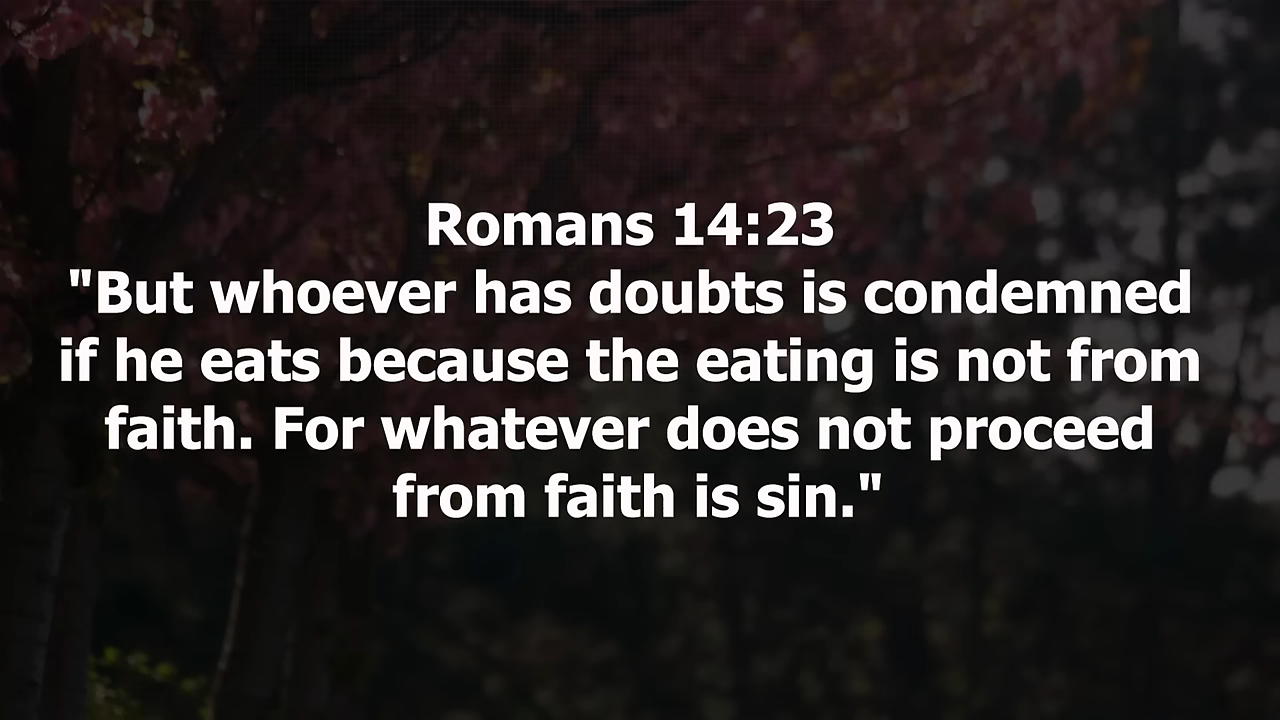 Romans 14:23
"But whoever has doubts is condemned
if he eats because the eating is not from
faith. For whatever does not proceed
from faith is sin."